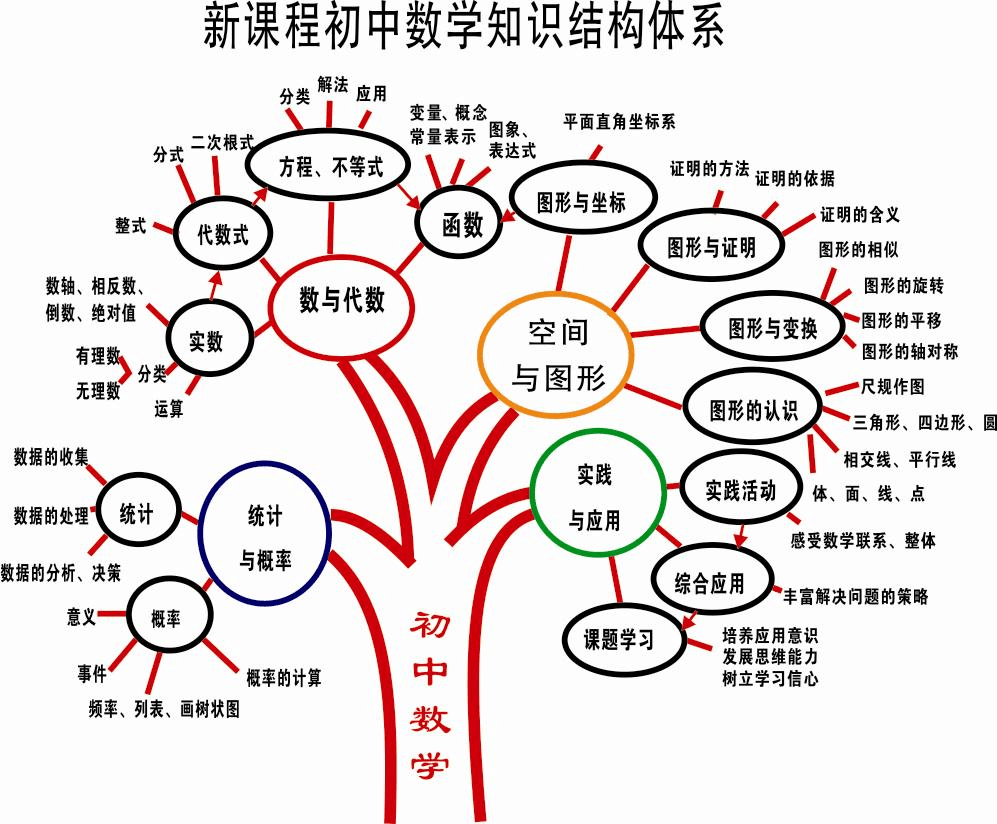 新课程初中数学知识结构体系
分类
解法
应用
方程、不等式
分式
二次根式
整式
代数式
变量、概念
常量表示
图象、
表达式
函数
数与代数
数轴、相反数、
倒数、绝对值
实数
有理数
无理数
分类
运算
平面直角坐标系
图形与坐标
证明的方法
证明的依据
证明的含义
图形与证明
空间
与图形
图形的相似
图形的旋转
图形的平移
图形的轴对称
图形与变换
图形的认识
尺规作图
三角形、四边形、圆
相交线、平行线
体、面、线、点
数据的收集
数据的处理
数据的分析、决策
统计
统计
与概率
概率
意义
事件
频率、列表、画树状图
概率的计算
实践
与应用
实践活动
感受数学联系、整体
综合应用
丰富解决问题的策略
课题学习
培养应用意识
发展思维能力
树立学习信心
初
中
数
学